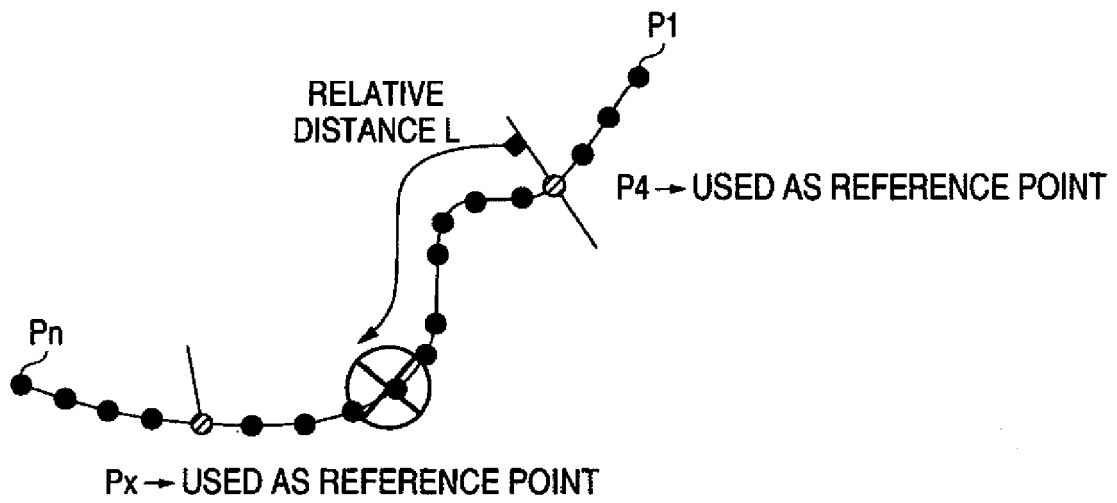 P1
RELATIVE
DISTANCE L
P4 → USED AS REFERENCE POINT
Pn
Px → USED AS REFERENCE POINT